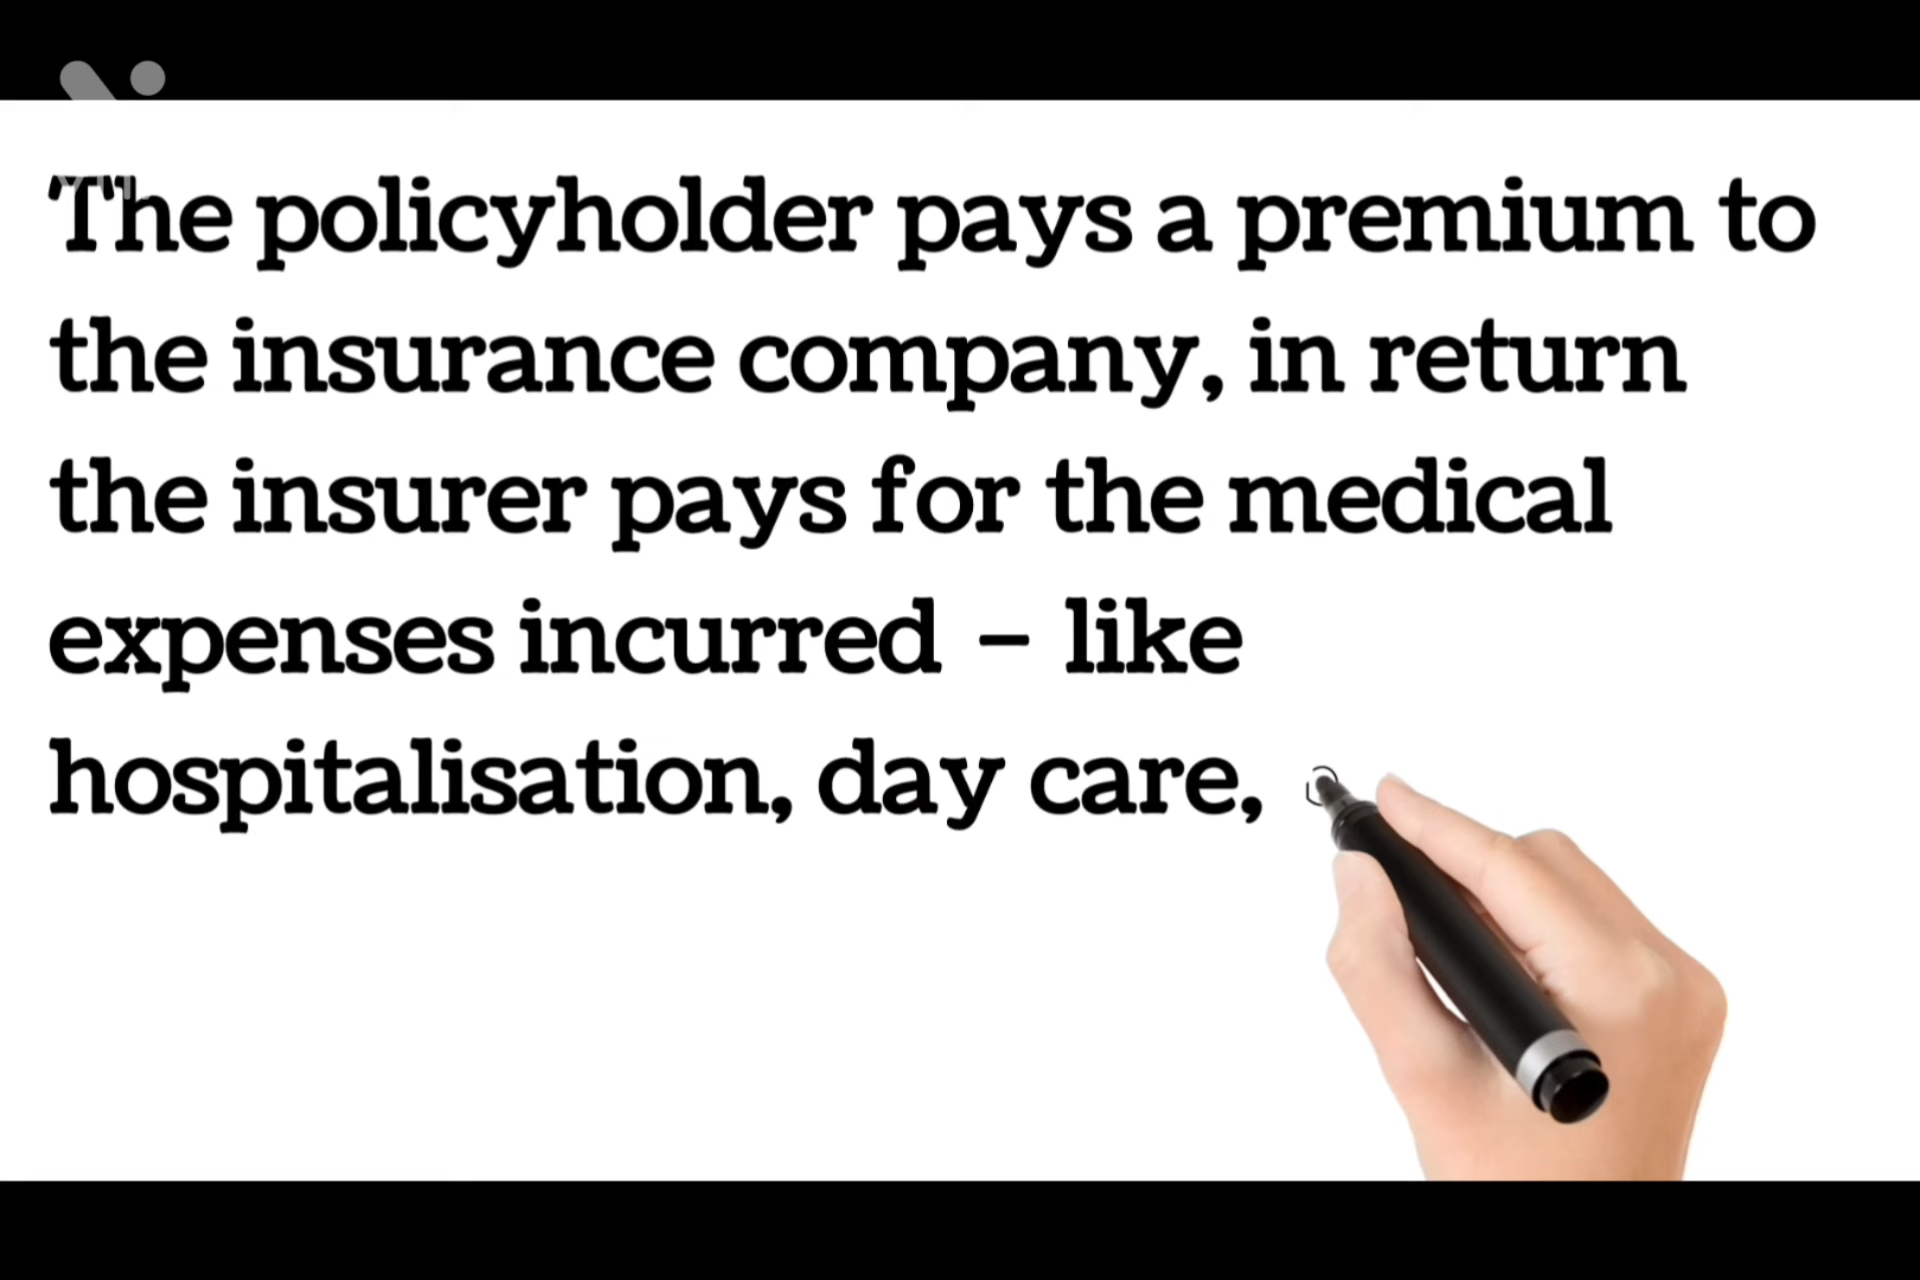 The policyholder pays a premium to
the insurance company, in return
the insurer pays for the medical
expenses incurred – like
hospitalisation, day care,